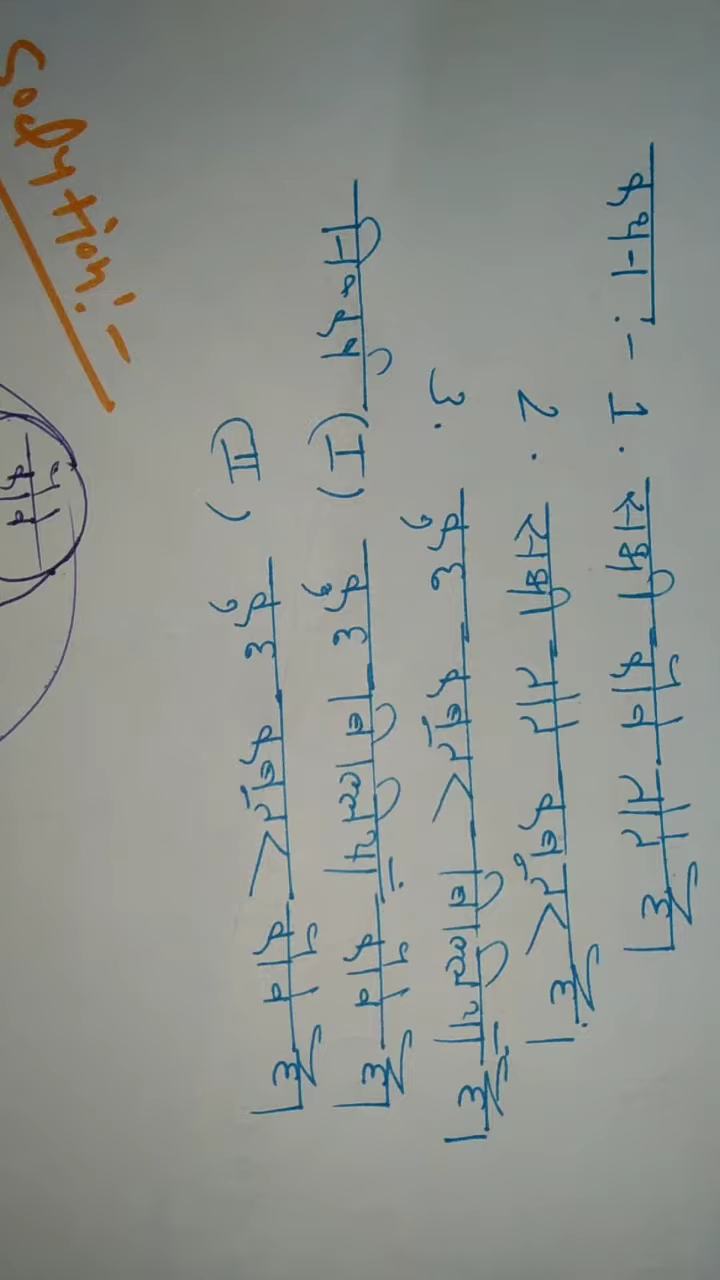 कथन :- 1. सभी कौवा तोता हैं।
2. सभी तोता कबूतर हैं।
3. कुछ कबूतर बिल्लियाँ हैं।
निष्कर्ष (I) कुछ बिल्लियाँ कौवा हैं।
(II) कुछ कबूतर कौवा हैं।
Solution:-
कौवा